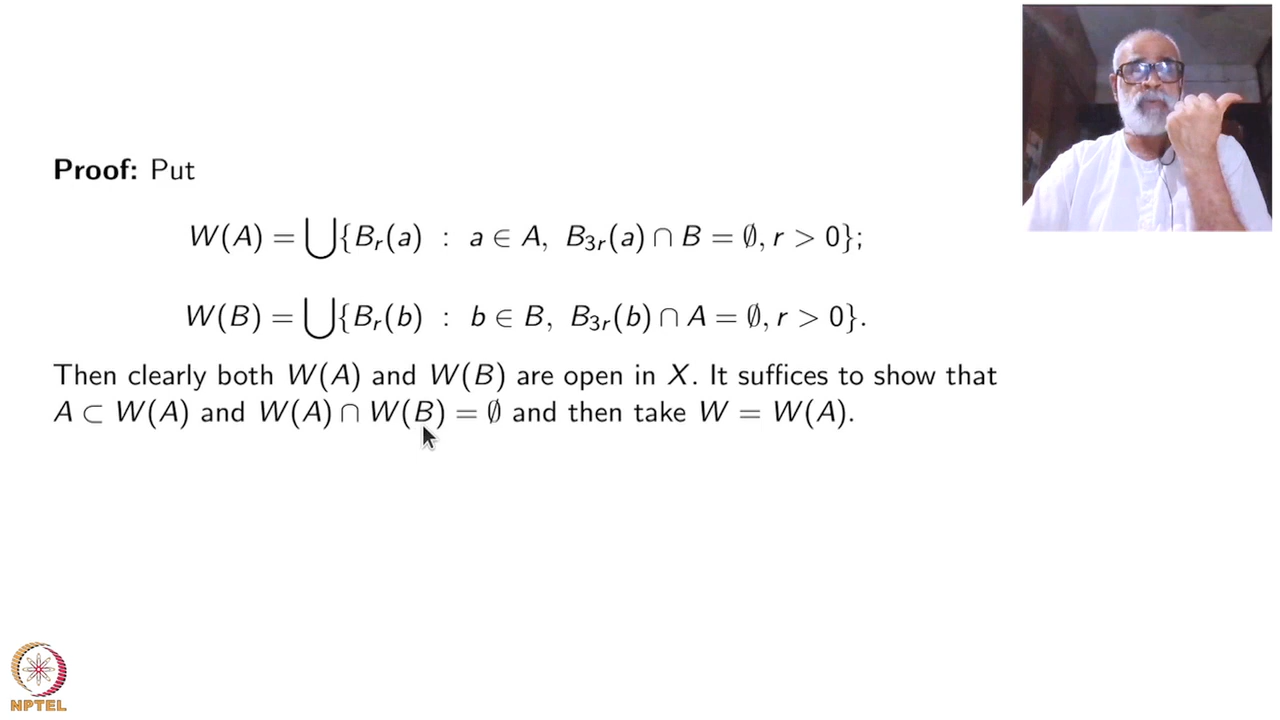 Proof: Put
W(A) = ⋃{B_r(a) : a ∈ A, B_{3r}(a) ∩ B = ∅, r > 0};
W(B) = ⋃{B_r(b) : b ∈ B, B_{3r}(b) ∩ A = ∅, r > 0}.
Then clearly both W(A) and W(B) are open in X. It suffices to show that
A ⊂ W(A) and W(A) ∩ W(B) = ∅ and then take W = W(A).
NPTEL